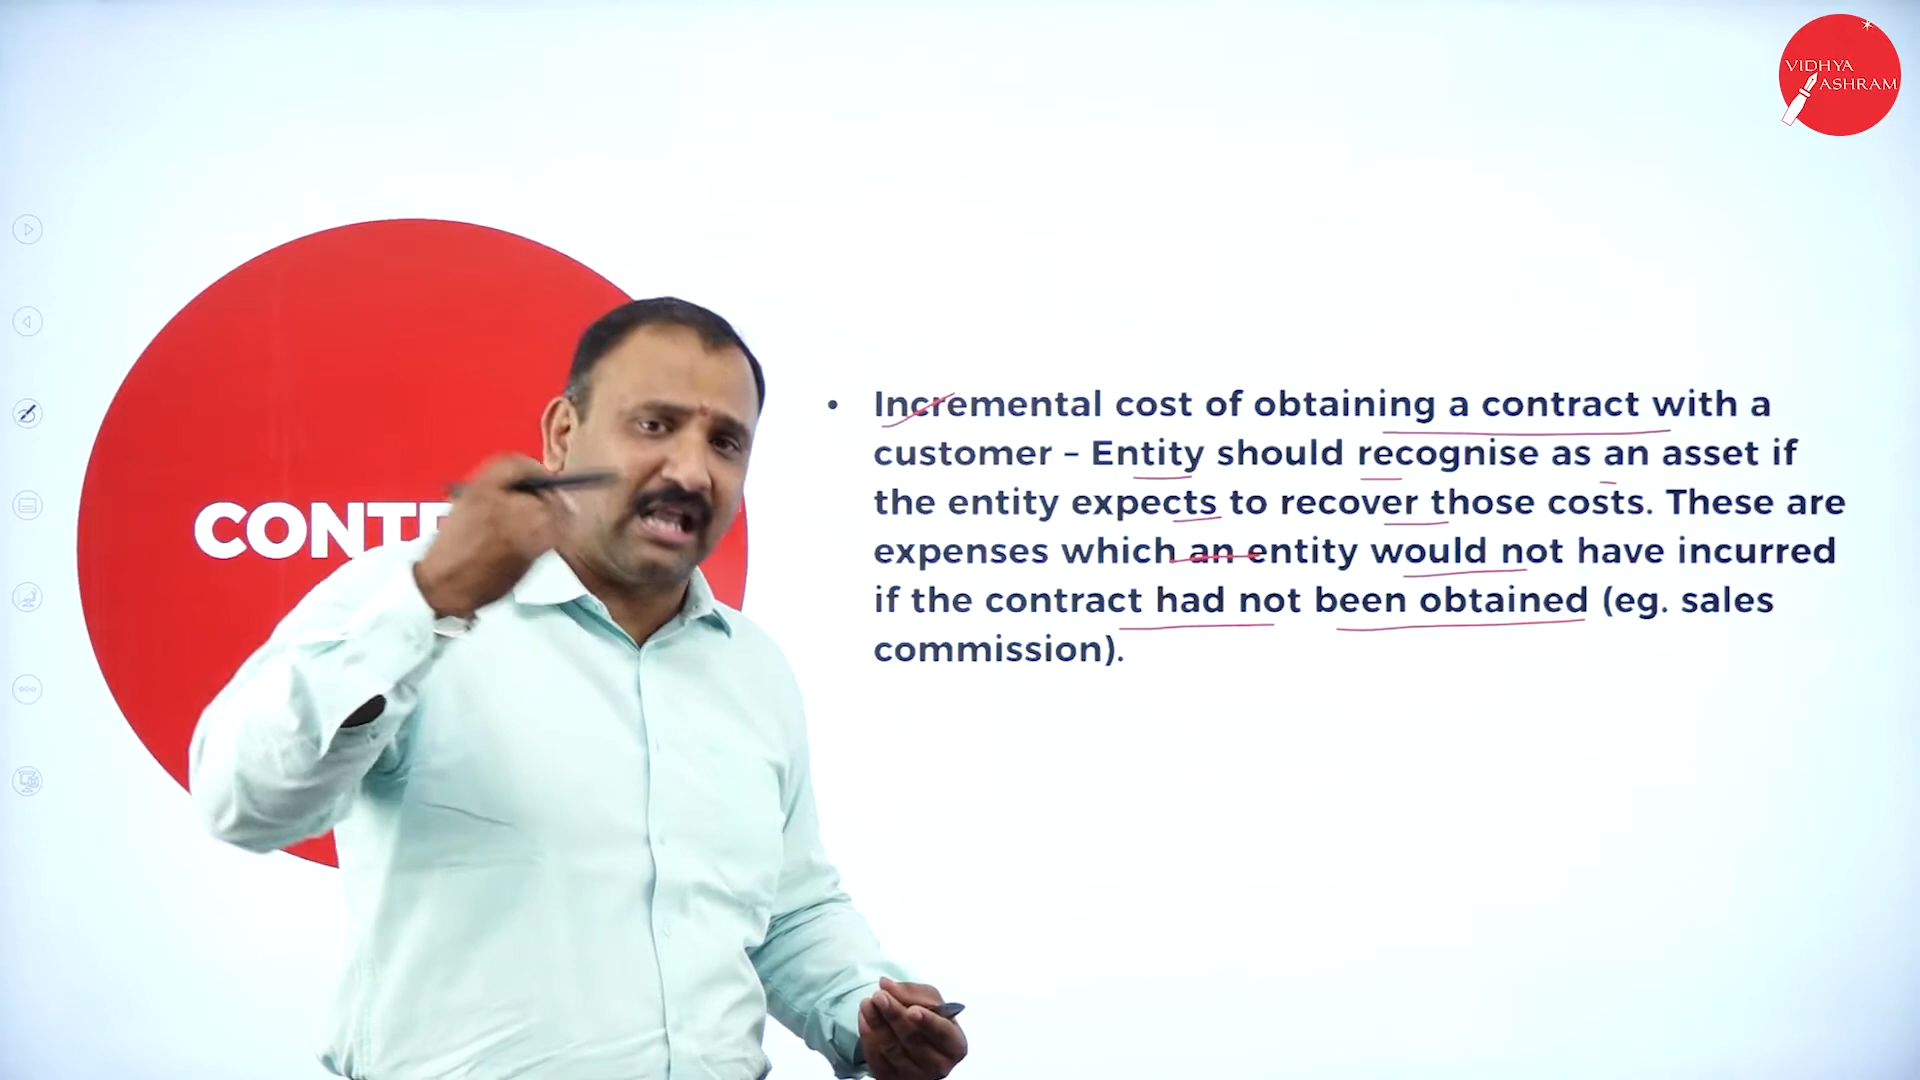 VIDHYA
ASHRAM
Incremental cost of obtaining a contract with a
customer – Entity should recognise as an asset if
the entity expects to recover those costs. These are
expenses which an entity would not have incurred
if the contract had not been obtained (eg. sales
commission).